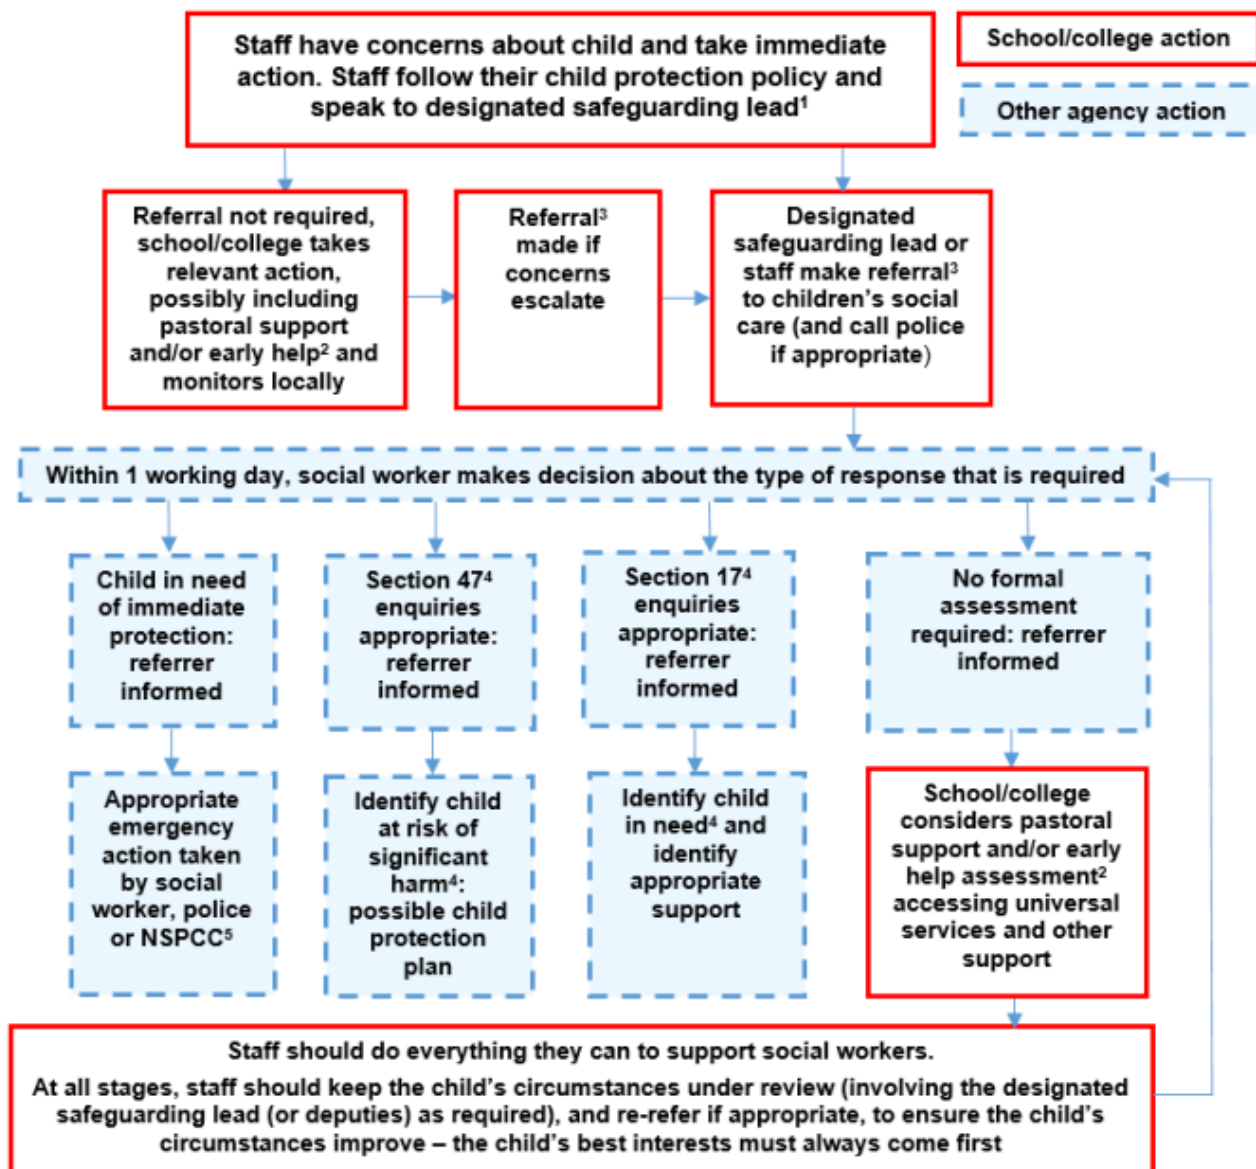 Staff have concerns about child and take immediate
action. Staff follow their child protection policy and
speak to designated safeguarding lead¹
School/college action
Other agency action
Referral not required,
school/college takes
relevant action,
possibly including
pastoral support
and/or early help² and
monitors locally
Referral³
made if
concerns
escalate
Designated
safeguarding lead or
staff make referral³
to children’s social
care (and call police
if appropriate)
Within 1 working day, social worker makes decision about the type of response that is required
Child in need
of immediate
protection:
referrer
informed
Section 47⁴
enquiries
appropriate:
referrer
informed
Section 17⁴
enquiries
appropriate:
referrer
informed
No formal
assessment
required: referrer
informed
Appropriate
emergency
action taken
by social
worker, police
or NSPCC⁵
Identify child
at risk of
significant
harm⁴:
possible child
protection
plan
Identify child
in need⁴ and
identify
appropriate
support
School/college
considers pastoral
support and/or early
help assessment²
accessing universal
services and other
support
Staff should do everything they can to support social workers.
At all stages, staff should keep the child’s circumstances under review (involving the designated
safeguarding lead (or deputies) as required), and re-refer if appropriate, to ensure the child’s
circumstances improve – the child’s best interests must always come first